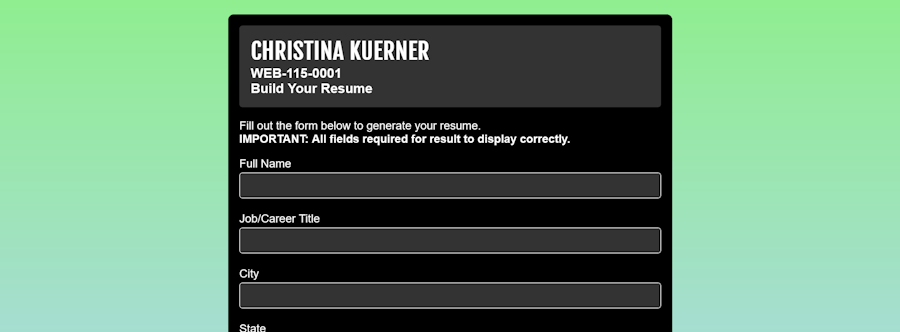 CHRISTINA KUERNER
WEB-115-0001
Build Your Resume
Fill out the form below to generate your resume.
IMPORTANT: All fields required for result to display correctly.
Full Name
Job/Career Title
City
State